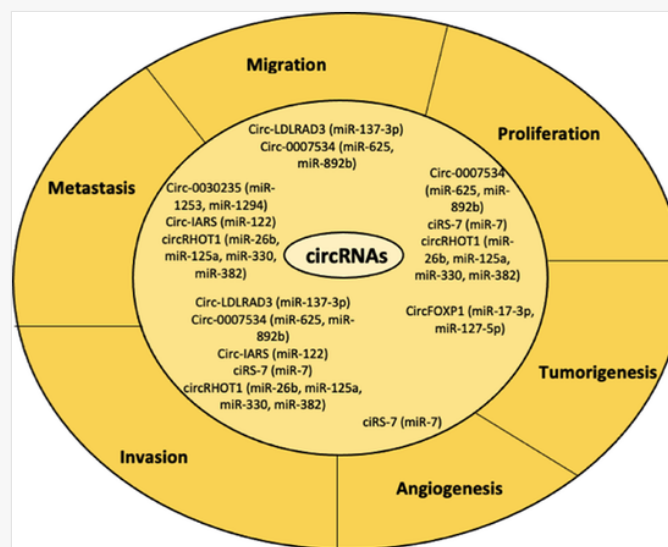 Migration
Proliferation
Metastasis
Circ-LDLRAD3 (miR-137-3p)
Circ-0007534 (miR-625,
miR-892b)
Circ-0030235 (miR-
1253, miR-1294)
Circ-IARS (miR-122)
circRHOT1 (miR-26b,
miR-125a, miR-330,
miR-382)
Circ-0007534
(miR-625, miR-
892b)
ciRS-7 (miR-7)
circRHOT1 (miR-
26b, miR-125a,
miR-330, miR-382)
circRNAs
Circ-LDLRAD3 (miR-137-3p)
Circ-0007534 (miR-625, miR-
892b)
Circ-IARS (miR-122)
ciRS-7 (miR-7)
circRHOT1 (miR-26b, miR-125a,
miR-330, miR-382)
CircFOXP1 (miR-17-3p,
miR-127-5p)
ciRS-7 (miR-7)
Tumorigenesis
Invasion
Angiogenesis